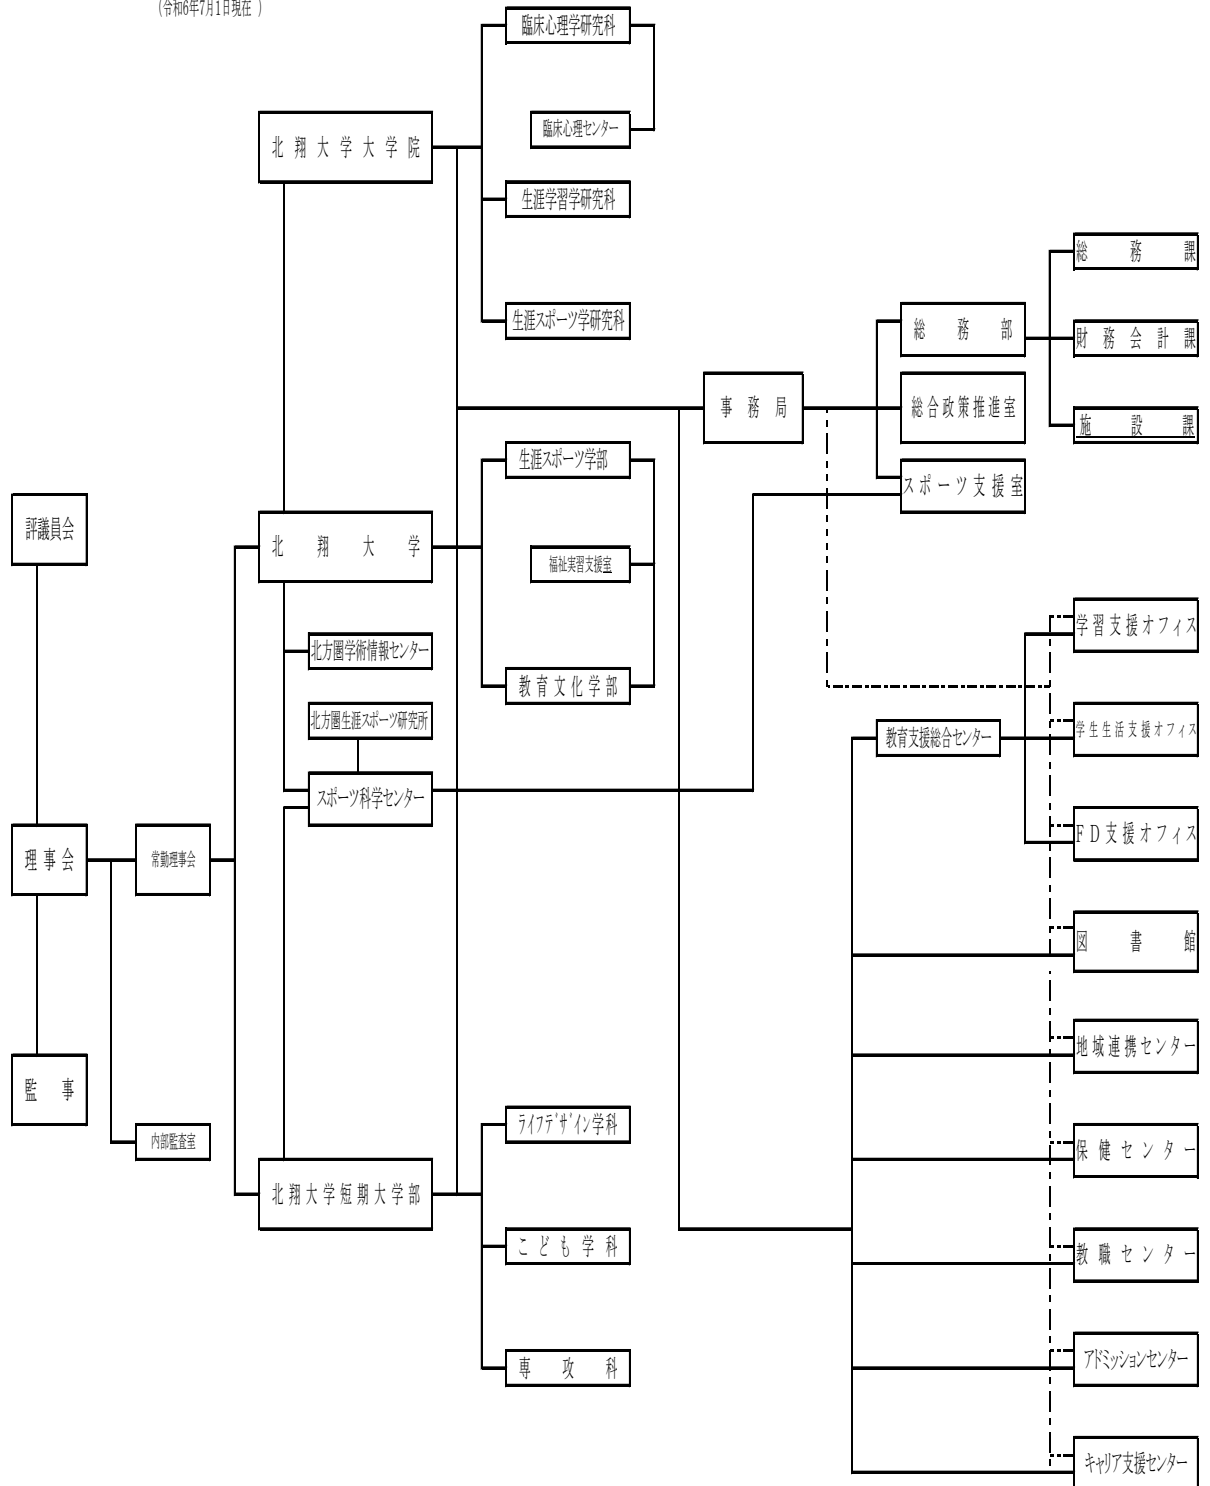 (令和6年7月1日現在 )
臨床心理学研究科
臨床心理センター
北翔大学大学院
生涯学習学研究科
生涯スポーツ学研究科
総務課
総務部
財務会計課
事務局
総合政策推進室
施設課
生涯スポーツ学部
スポーツ支援室
評議員会
北翔大学
福祉実習支援室
学習支援オフィス
北方圏学術情報センター
教育文化学部
北方圏生涯スポーツ研究所
教育支援総合センター
学生生活支援オフィス
スポーツ科学センター
FD支援オフィス
理事会
常勤理事会
図書館
地域連携センター
監事
内部監査室
ライフデザイン学科
保健センター
北翔大学短期大学部
こども学科
教職センター
専攻科
アドミッションセンター
キャリア支援センター